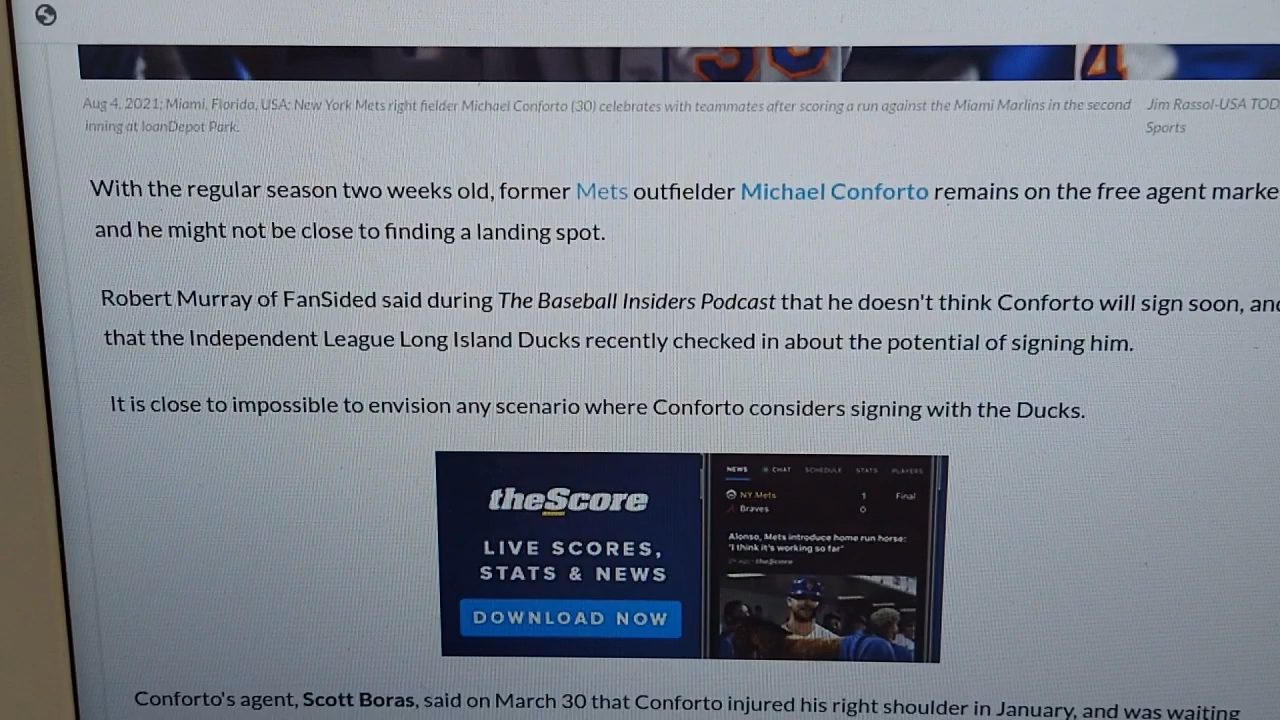 30
4
Aug 4, 2021; Miami, Florida, USA; New York Mets right fielder Michael Conforto (30) celebrates with teammates after scoring a run against the Miami Marlins in the second
inning at loanDepot Park.
Jim Rassol-USA TOD
Sports
With the regular season two weeks old, former Mets outfielder Michael Conforto remains on the free agent marke
and he might not be close to finding a landing spot.
Robert Murray of FanSided said during The Baseball Insiders Podcast that he doesn't think Conforto will sign soon, and
that the Independent League Long Island Ducks recently checked in about the potential of signing him.
It is close to impossible to envision any scenario where Conforto considers signing with the Ducks.
theScore
LIVE SCORES,
STATS & NEWS
DOWNLOAD NOW
NEWS CHAT SCHEDULE STATS PLAYERS
NY Mets 1 Final
Braves 0
Alonso, Mets introduce home run horse:
'I think it's working so far'
theScore
Conforto's agent, Scott Boras, said on March 30 that Conforto injured his right shoulder in January, and was waiting